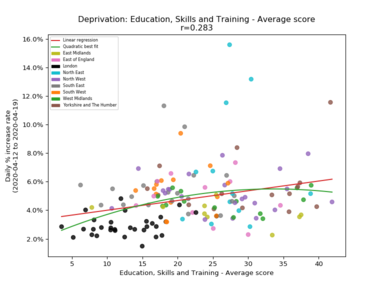 Deprivation: Education, Skills and Training - Average score
r=0.283
16.0%
14.0%
12.0%
10.0%
8.0%
6.0%
4.0%
2.0%
Daily % increase rate
(2020-04-12 to 2020-04-19)
Linear regression
Quadratic best fit
East Midlands
East of England
London
North East
North West
South East
South West
West Midlands
Yorkshire and The Humber
5 10 15 20 25 30 35 40
Education, Skills and Training - Average score